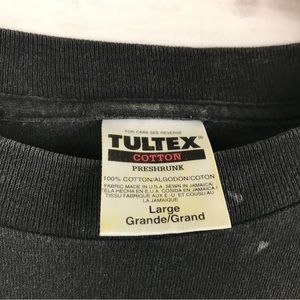 FOR CARE SEE REVERSE
TULTEX®
COTTON
PRESHRUNK
100% COTTON/ALGODON/COTON
FABRIC MADE IN U.S.A. SEWN IN JAMAICA/
TELA HECHA EN E.U.A. COSIDA EN JAMAICA/
TISSU FABRIQUE AUX E.-U. ET COUSU AU
LA JAMAIQUE
Large
Grande/Grand